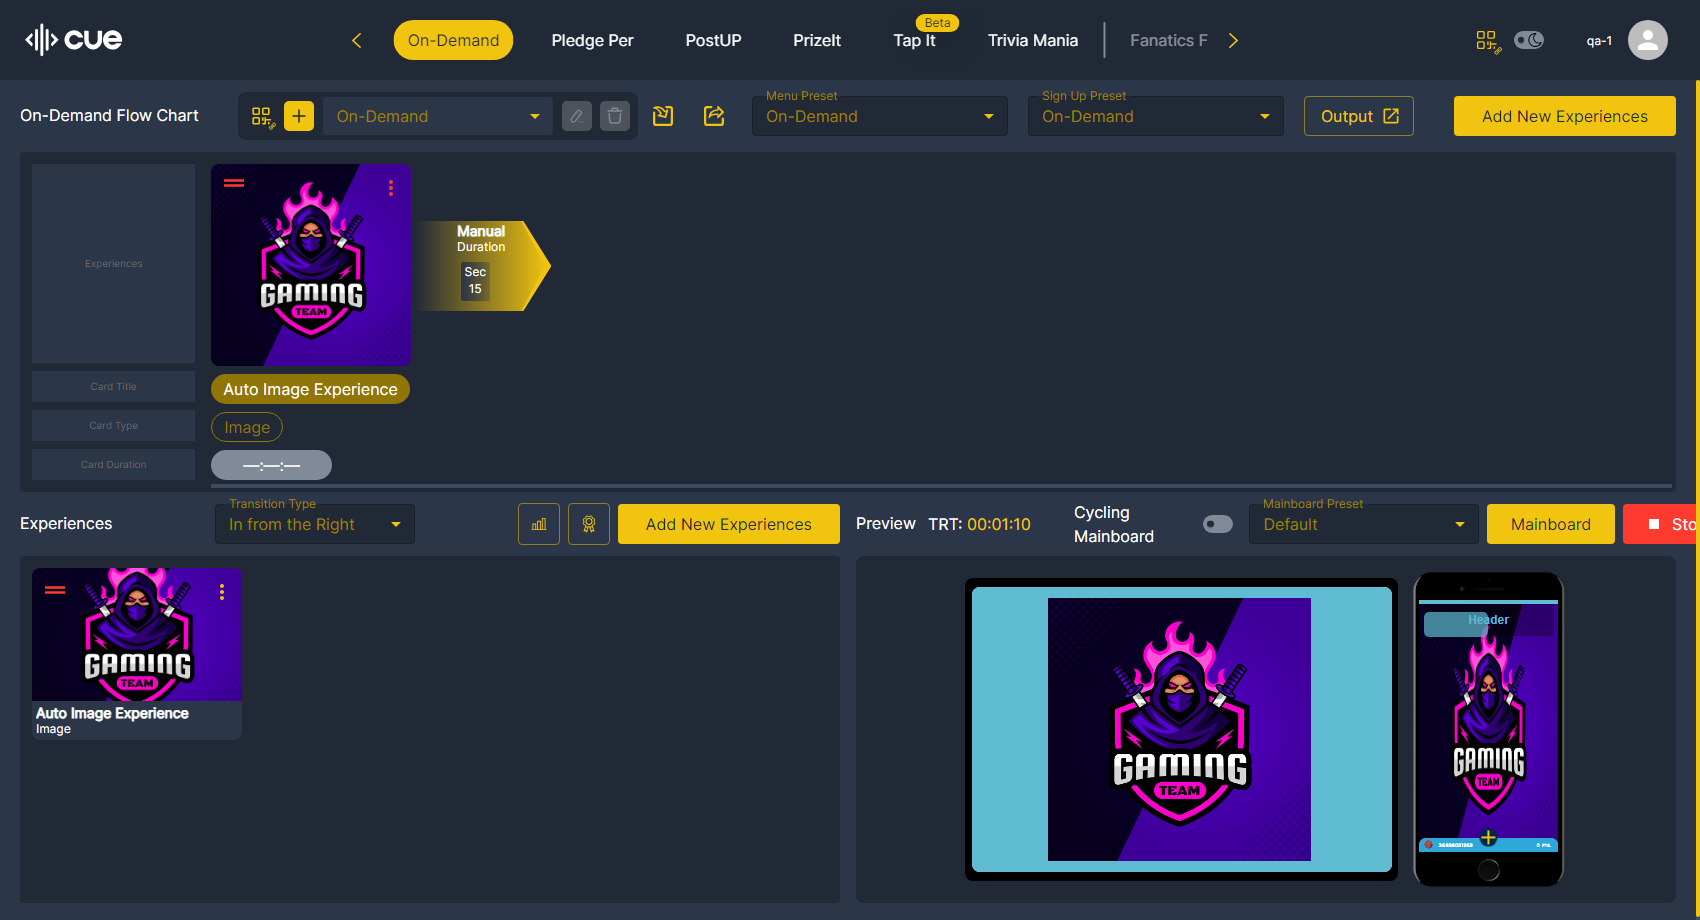 cue
On-Demand
Pledge Per
PostUP
PrizeIt
Beta
Tap It
Trivia Mania
Fanatics F
qa-1
On-Demand Flow Chart
On-Demand
Menu Preset
On-Demand
Sign Up Preset
On-Demand
Output
Add New Experiences
Experiences
GAMING
TEAM
Manual
Duration
Sec
15
Card Title
Auto Image Experience
Card Type
Image
Card Duration
—:—:—
Experiences
Transition Type
In from the Right
Add New Experiences
Preview
TRT: 00:01:10
Cycling
Mainboard
Mainboard Preset
Default
Mainboard
Sto
GAMING
TEAM
Auto Image Experience
Image
GAMING
TEAM
Header
GAMING
TEAM
0 PTS.